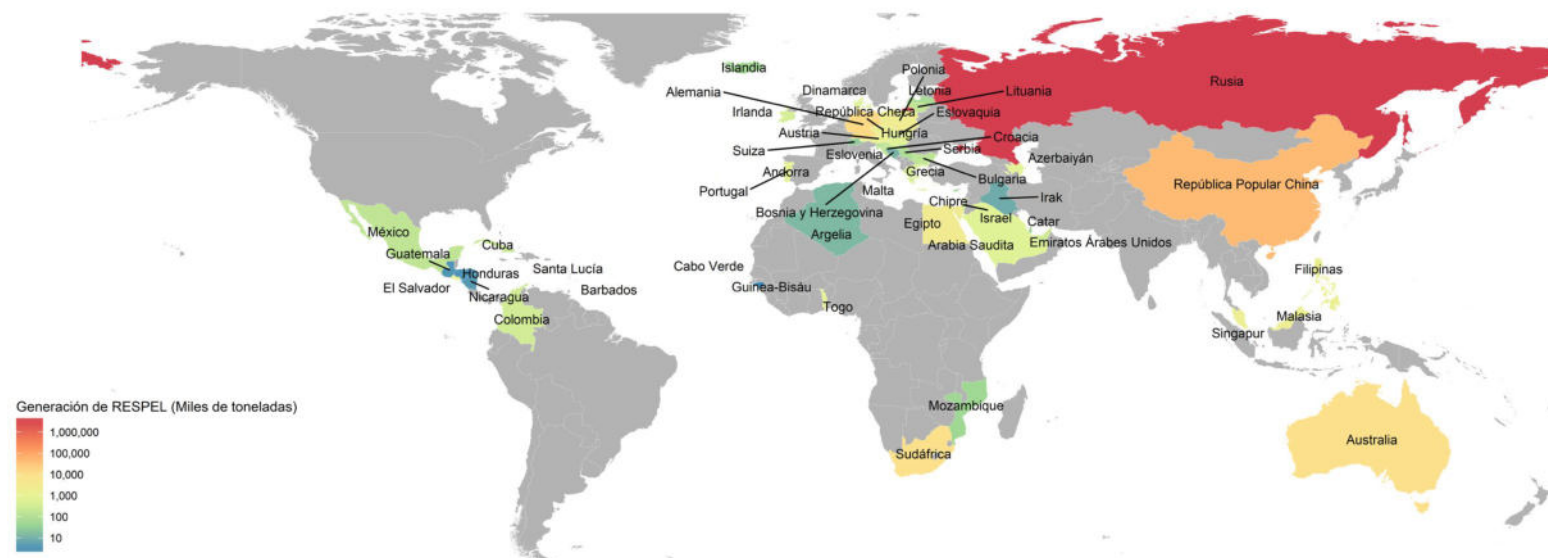 Islandia
Polonia
Rusia
Dinamarca
Letonia
Lituania
Alemania
Irlanda
República Checa
Eslovaquia
Austria
Hungría
Croacia
Suiza
Eslovenia
Serbia
Azerbaiyán
Andorra
Grecia
Bulgaria
República Popular China
Portugal
Malta
Chipre
Irak
Bosnia y Herzegovina
Israel
Catar
Egipto
México
Argelia
Arabia Saudita
Emiratos Árabes Unidos
Cuba
Guatemala
Cabo Verde
Santa Lucía
Honduras
Filipinas
El Salvador
Nicaragua
Barbados
Guinea-Bisáu
Togo
Colombia
Malasia
Singapur
Mozambique
Generación de RESPEL (Miles de toneladas)
1,000,000
100,000
10,000
1,000
100
10
Sudáfrica
Australia